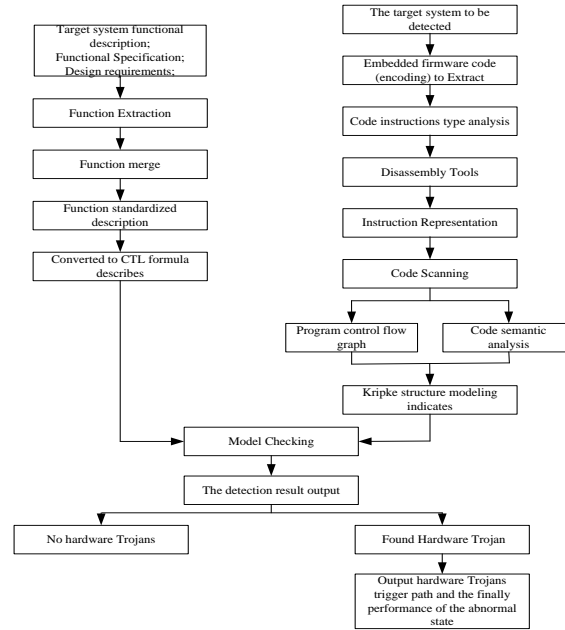 Target system functional
description;
Functional Specification;
Design requirements;
Function Extraction
Function merge
Function standardized
description
Converted to CTL formula
describes
The target system to be
detected
Embedded firmware code
(encoding) to Extract
Code instructions type analysis
Disassembly Tools
Instruction Representation
Code Scanning
Program control flow
graph
Code semantic
analysis
Kripke structure modeling
indicates
Model Checking
The detection result output
No hardware Trojans
Found Hardware Trojan
Output hardware Trojans
trigger path and the finally
performance of the abnormal
state